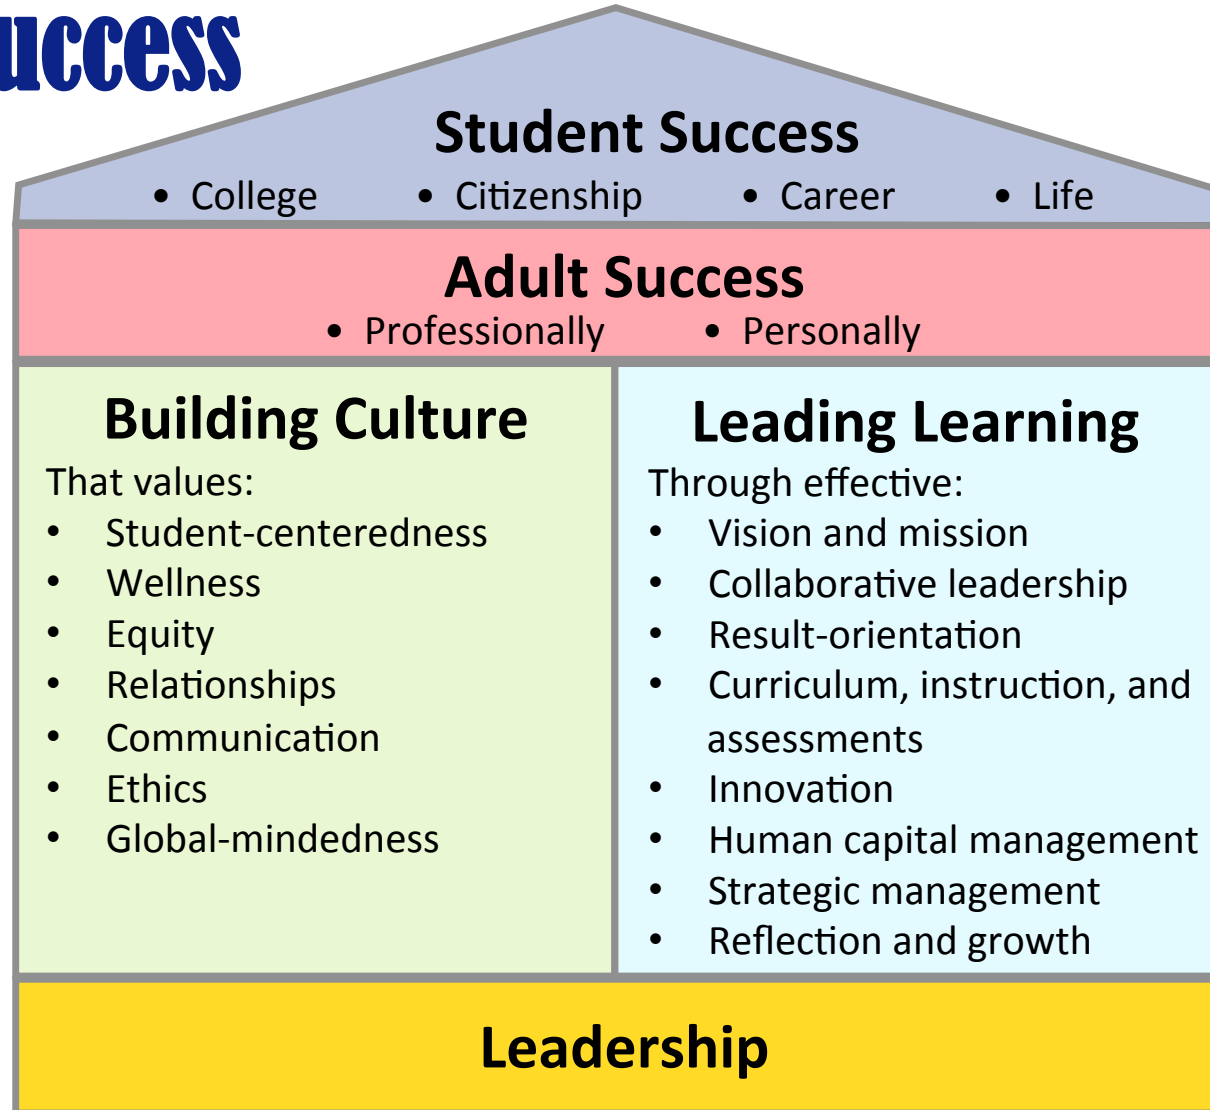 uccess
Student Success
• College • Citizenship • Career • Life
Adult Success
• Professionally • Personally
Building Culture
That values:
• Student-centeredness
• Wellness
• Equity
• Relationships
• Communication
• Ethics
• Global-mindedness
Leading Learning
Through effective:
• Vision and mission
• Collaborative leadership
• Result-orientation
• Curriculum, instruction, and
assessments
• Innovation
• Human capital management
• Strategic management
• Reflection and growth
Leadership